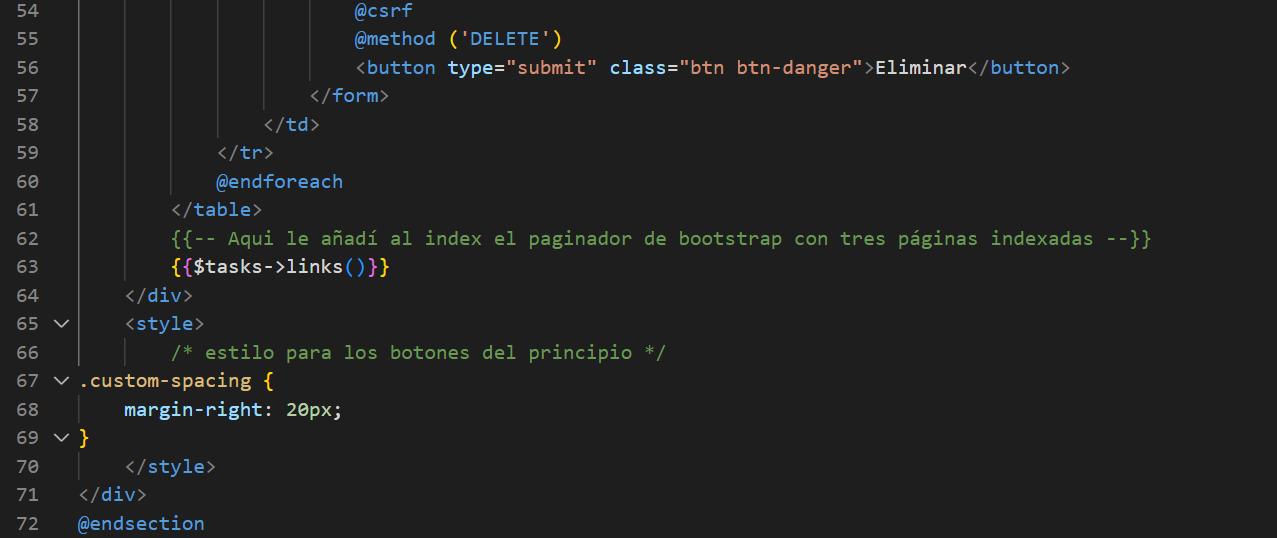 54 @csrf
55 @method ('DELETE')
56 <button type="submit" class="btn btn-danger">Eliminar</button>
57 </form>
58 </td>
59 </tr>
60 @endforeach
61 </table>
62 {{-- Aqui le añadí al index el paginador de bootstrap con tres páginas indexadas --}}
63 {{$tasks->links()}}
64 </div>
65 <style>
66 /* estilo para los botones del principio */
67 .custom-spacing {
68 margin-right: 20px;
69 }
70 </style>
71 </div>
72 @endsection